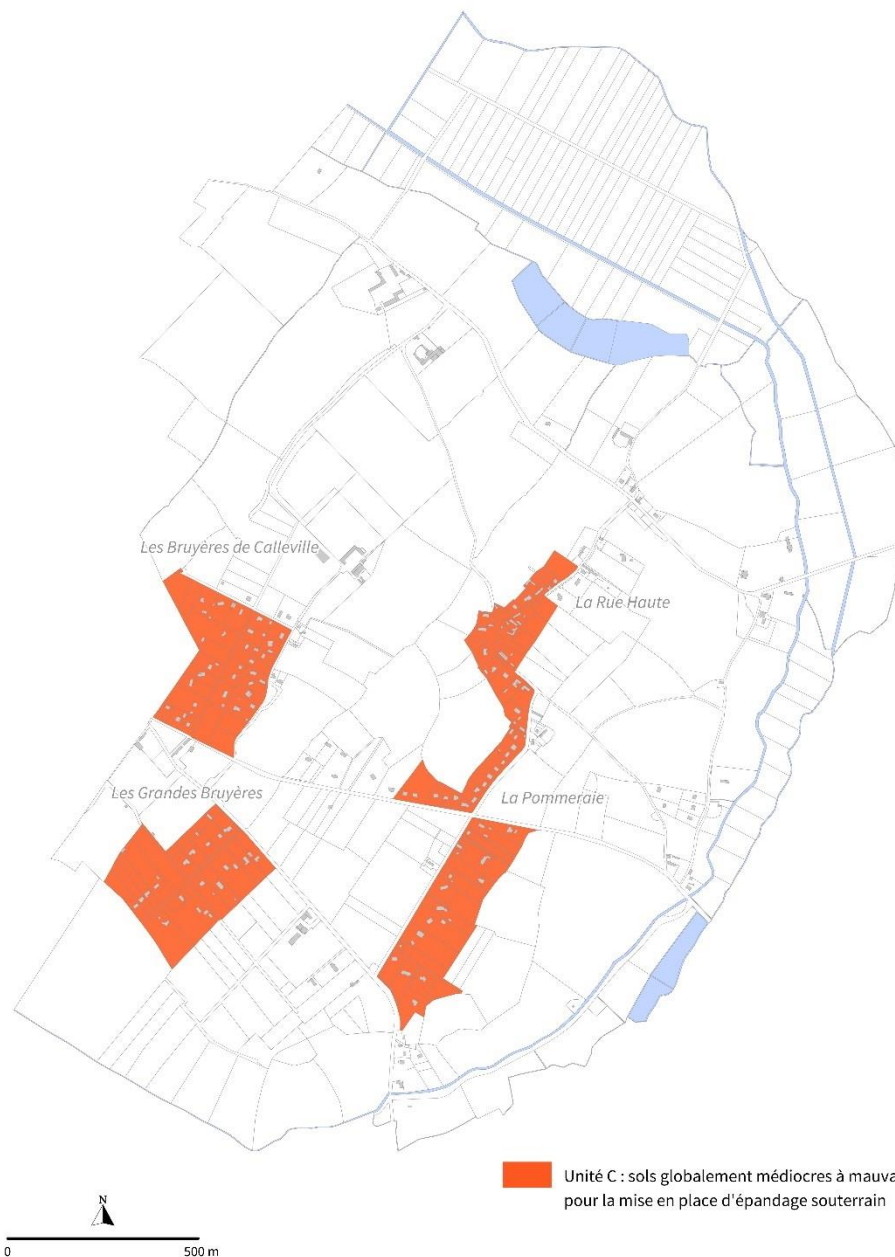 Les Bruyères de Calleville
La Rue Haute
Les Grandes Bruyères
La Pommeraie
Unité C : sols globalement médiocres à mauva
pour la mise en place d'épandage souterrain
N
0 500 m